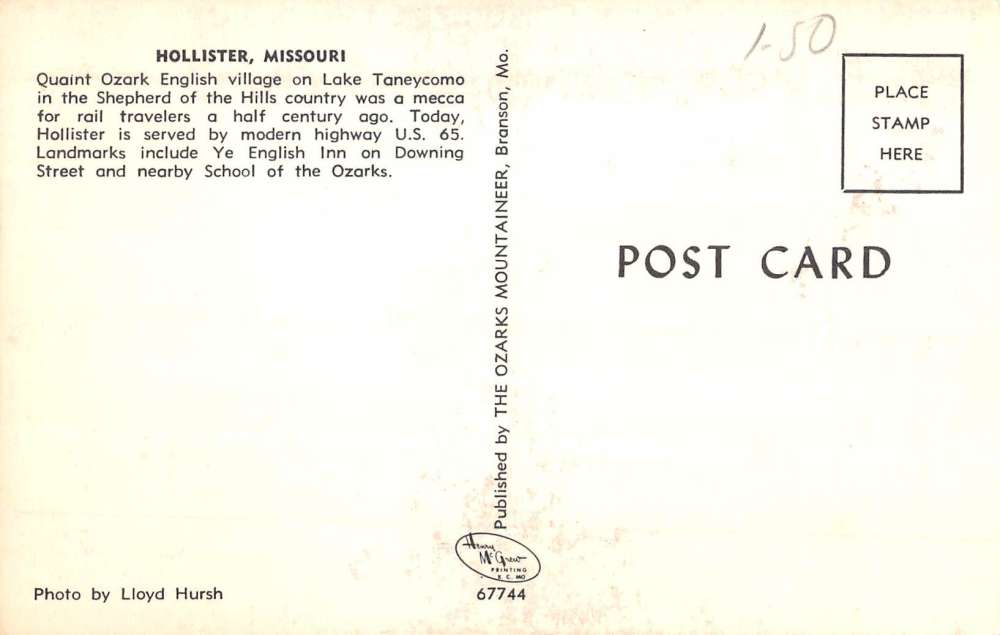 1-50
HOLLISTER, MISSOURI
Quaint Ozark English village on Lake Taneycomo
in the Shepherd of the Hills country was a mecca
for rail travelers a half century ago. Today,
Hollister is served by modern highway U.S. 65.
Landmarks include Ye English Inn on Downing
Street and nearby School of the Ozarks.
Published by THE OZARKS MOUNTAINEER, Branson, Mo.
PLACE
STAMP
HERE
POST CARD
Henry
McGrew
PRINTING
K. C. MO
Photo by Lloyd Hursh
67744